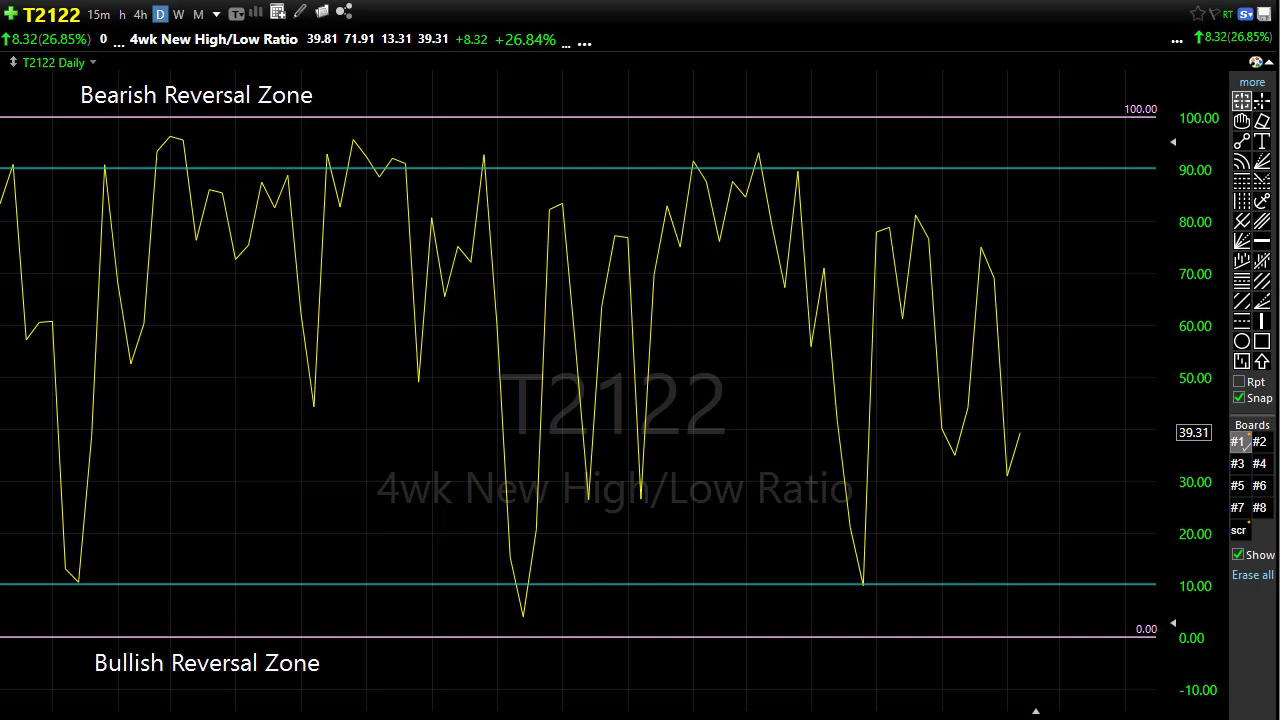 T2122 15m h 4h D W M T RT S
8.32(26.85%) 0 ... 4wk New High/Low Ratio 39.81 71.91 13.31 39.31 +8.32 +26.84% ... ... ... 8.32(26.85%)
T2122 Daily
more
Bearish Reversal Zone
100.00
100.00
90.00
80.00
70.00
60.00
50.00
39.31
30.00
20.00
10.00
0.00
0.00
-10.00
T2122
4wk New High/Low Ratio
Bullish Reversal Zone
T
Rpt
Snap
Boards
#1 #2
#3 #4
#5 #6
#7 #8
scr
Show
Erase all